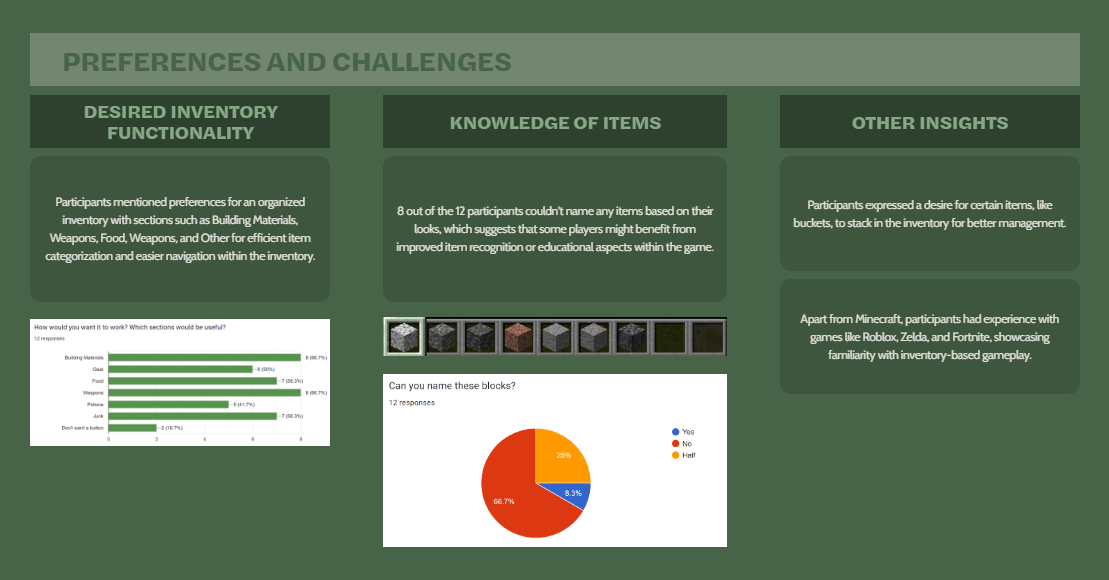 PREFERENCES AND CHALLENGES
DESIRED INVENTORY
FUNCTIONALITY
Participants mentioned preferences for an organized
inventory with sections such as Building Materials,
Weapons, Food, Weapons, and Other for efficient item
categorization and easier navigation within the inventory.
How would you want it to work? Which sections would be useful?
12 responses
Building Materials 8 (66.7%)
Gear 6 (50%)
Food 7 (58.3%)
Weapons 8 (66.7%)
Potions 5 (41.7%)
Junk 7 (58.3%)
Don't want a button 2 (16.7%)
0 2 4 6 8
KNOWLEDGE OF ITEMS
8 out of the 12 participants couldn't name any items based on their
looks, which suggests that some players might benefit from
improved item recognition or educational aspects within the game.
Can you name these blocks?
12 responses
Yes
No
Half
25%
8.3%
66.7%
OTHER INSIGHTS
Participants expressed a desire for certain items, like
buckets, to stack in the inventory for better management.
Apart from Minecraft, participants had experience with
games like Roblox, Zelda, and Fortnite, showcasing
familiarity with inventory-based gameplay.